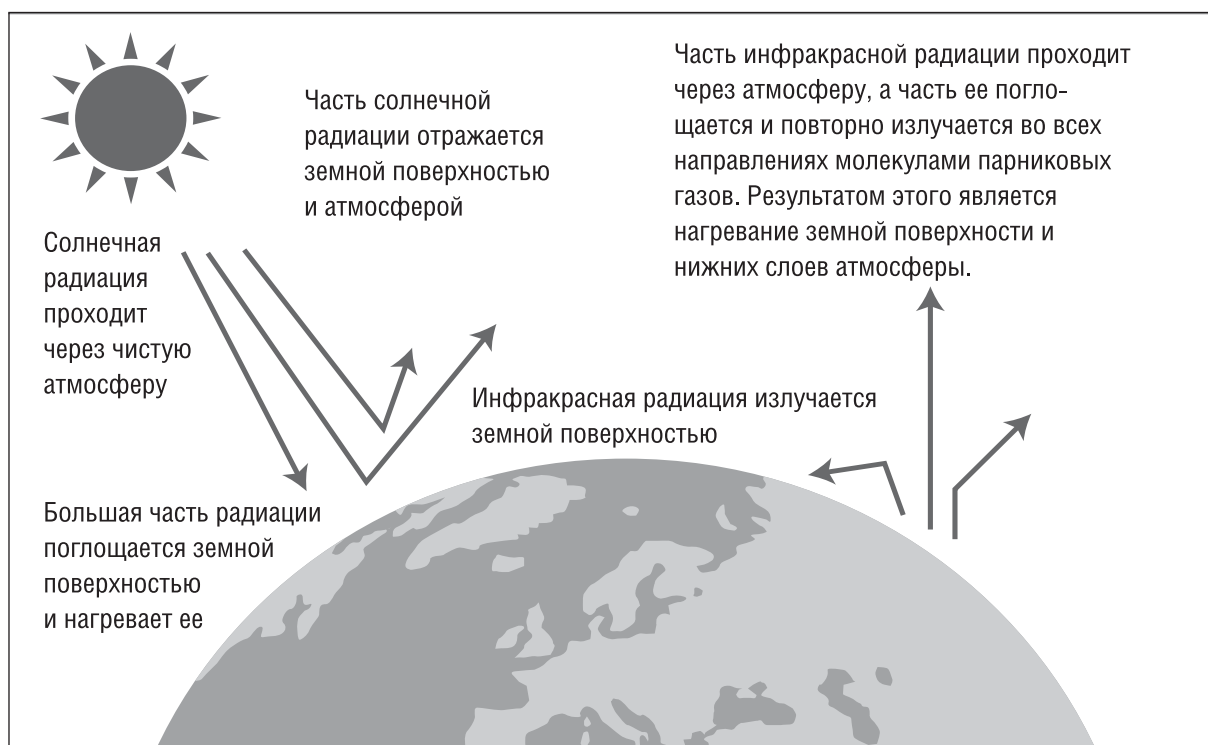 Солнечная
радиация
проходит
через чистую
атмосферу
Часть солнечной
радиации отражается
земной поверхностью
и атмосферой
Часть инфракрасной радиации проходит
через атмосферу, а часть ее погло-
щается и повторно излучается во всех
направлениях молекулами парниковых
газов. Результатом этого является
нагревание земной поверхности и
нижних слоев атмосферы.
Инфракрасная радиация излучается
земной поверхностью
Большая часть радиации
поглощается земной
поверхностью
и нагревает ее